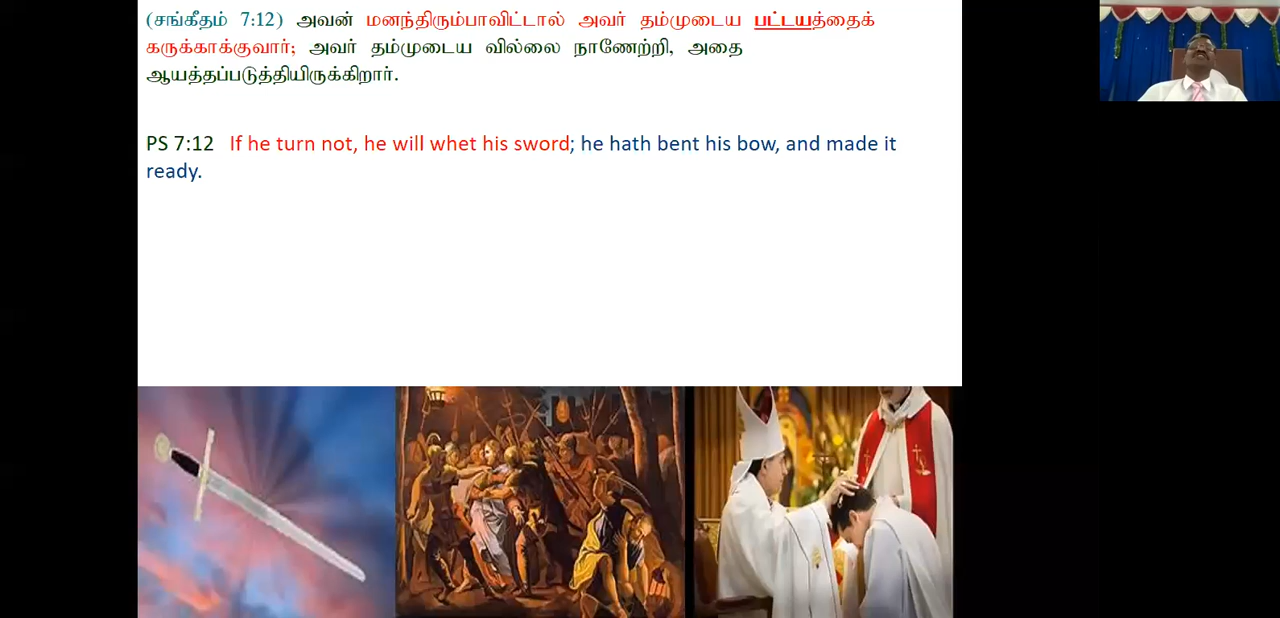 (சங்கீதம் 7:12) அவன் மனந்திரும்பாவிட்டால் அவர் தம்முடைய பட்டயத்தைக்
கருக்காக்குவார்; அவர் தம்முடைய வில்லை நாணேற்றி, அதை
ஆயத்தப்படுத்தியிருக்கிறார்.
PS 7:12 If he turn not, he will whet his sword; he hath bent his bow, and made it
ready.